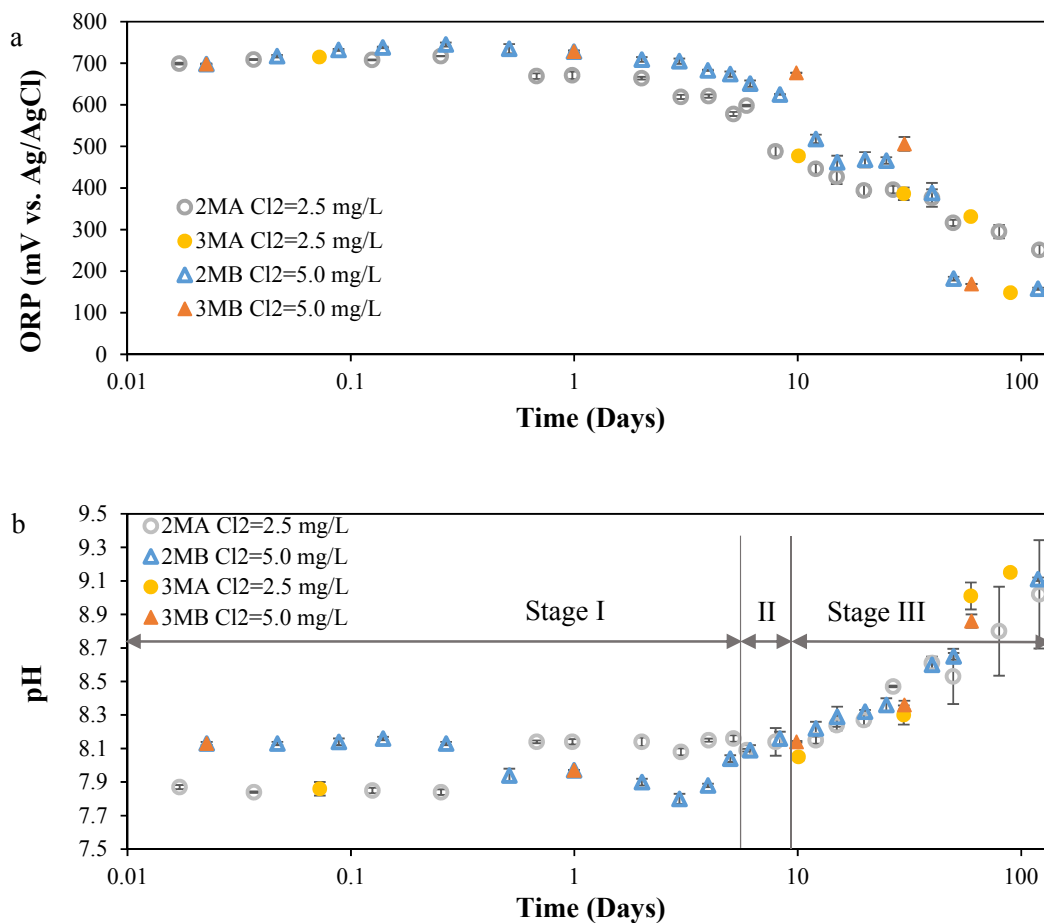 a
800
700
600
500
400
300
200
100
0
ORP (mV vs. Ag/AgCl)
2MA Cl2=2.5 mg/L
3MA Cl2=2.5 mg/L
2MB Cl2=5.0 mg/L
3MB Cl2=5.0 mg/L
0.01 0.1 1 10 100
Time (Days)
b
9.5
9.3
9.1
8.9
8.7
8.5
8.3
8.1
7.9
7.7
7.5
pH
2MA Cl2=2.5 mg/L
2MB Cl2=5.0 mg/L
3MA Cl2=2.5 mg/L
3MB Cl2=5.0 mg/L
Stage I II Stage III
0.01 0.1 1 10 100
Time (Days)